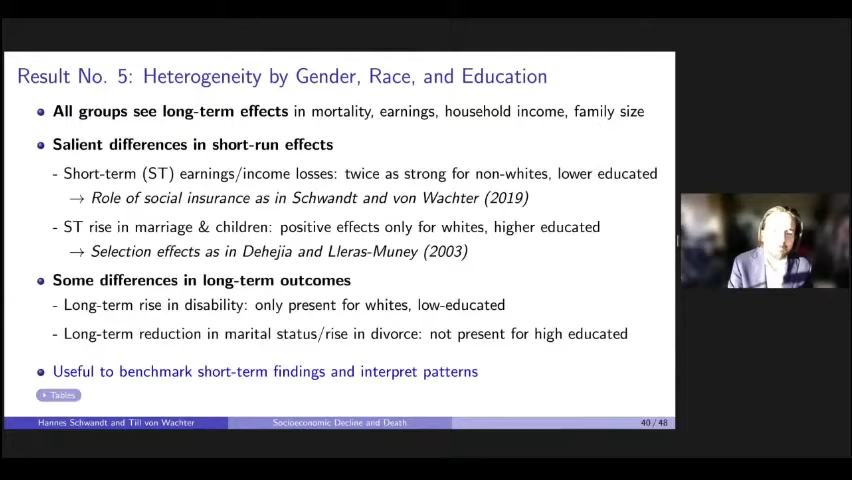 Result No. 5: Heterogeneity by Gender, Race, and Education
All groups see long-term effects in mortality, earnings, household income, family size
Salient differences in short-run effects
- Short-term (ST) earnings/income losses: twice as strong for non-whites, lower educated
→ Role of social insurance as in Schwandt and von Wachter (2019)
- ST rise in marriage & children: positive effects only for whites, higher educated
→ Selection effects as in Dehejia and Lleras-Muney (2003)
Some differences in long-term outcomes
- Long-term rise in disability: only present for whites, low-educated
- Long-term reduction in marital status/rise in divorce: not present for high educated
Useful to benchmark short-term findings and interpret patterns
Tables
Hannes Schwandt and Till von Wachter Socioeconomic Decline and Death 40 / 48